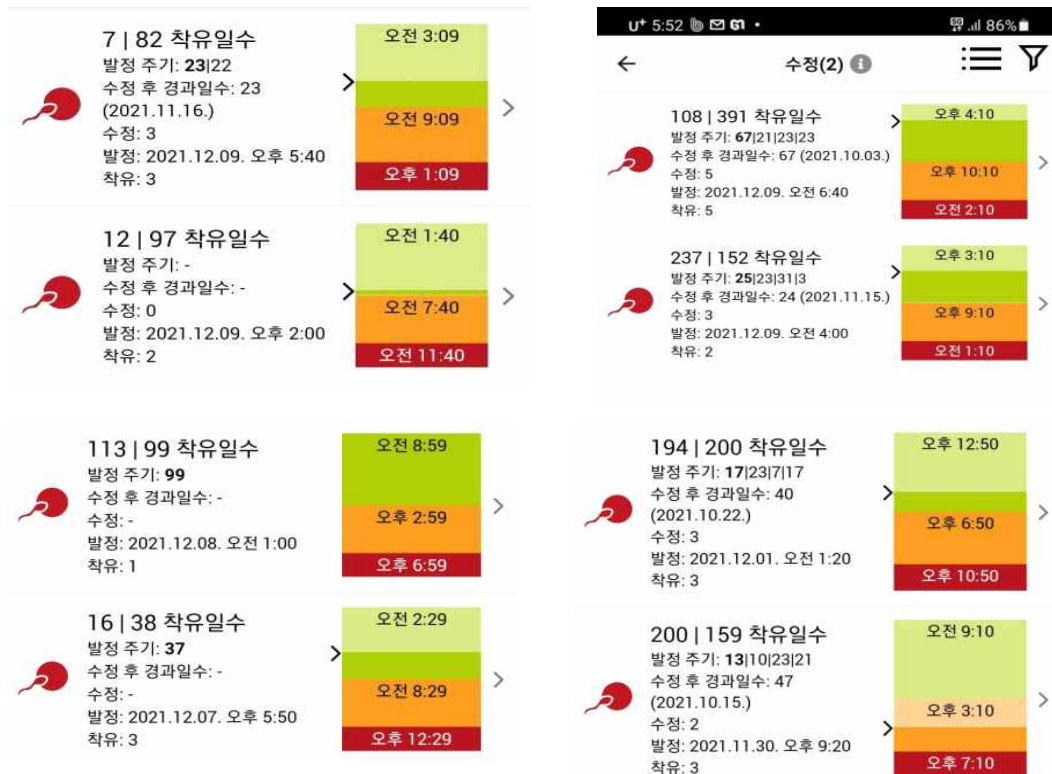 7 | 82 착유일수
발정 주기: 23|22
수정 후 경과일수: 23
(2021.11.16.)
수정: 3
발정: 2021.12.09. 오후 5:40
착유: 3
오전 3:09
오전 9:09
오후 1:09
12 | 97 착유일수
발정 주기: -
수정 후 경과일수: -
수정: 0
발정: 2021.12.09. 오후 2:00
착유: 2
오전 1:40
오전 7:40
오전 11:40
U+ 5:52 86%
수정(2)
108 | 391 착유일수
발정 주기: 67|21|23|23
수정 후 경과일수: 67 (2021.10.03.)
수정: 5
발정: 2021.12.09. 오전 6:40
착유: 5
오후 4:10
오후 10:10
오전 2:10
237 | 152 착유일수
발정 주기: 25|23|31|3
수정 후 경과일수: 24 (2021.11.15.)
수정: 3
발정: 2021.12.09. 오전 4:00
착유: 2
오후 3:10
오후 9:10
오전 1:10
113 | 99 착유일수
발정 주기: 99
수정 후 경과일수: -
수정: -
발정: 2021.12.08. 오전 1:00
착유: 1
오전 8:59
오후 2:59
오후 6:59
16 | 38 착유일수
발정 주기: 37
수정 후 경과일수: -
수정: -
발정: 2021.12.07. 오후 5:50
착유: 3
오전 2:29
오전 8:29
오후 12:29
194 | 200 착유일수
발정 주기: 17|23|7|17
수정 후 경과일수: 40
(2021.10.22.)
수정: 3
발정: 2021.12.01. 오전 1:20
착유: 3
오후 12:50
오후 6:50
오후 10:50
200 | 159 착유일수
발정 주기: 13|10|23|21
수정 후 경과일수: 47
(2021.10.15.)
수정: 2
발정: 2021.11.30. 오후 9:20
착유: 3
오전 9:10
오후 3:10
오후 7:10